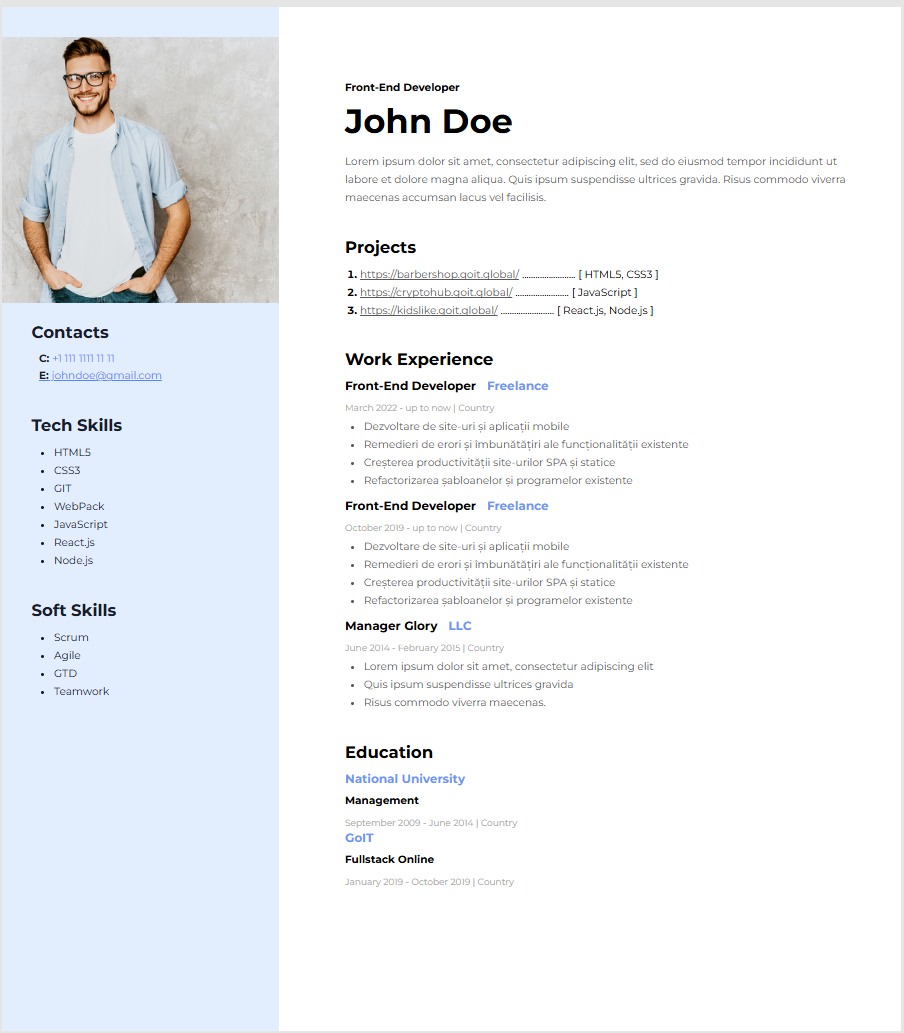 Contacts
C: +1 111 1111 11 11
E: johndoe@gmail.com
Tech Skills
• HTML5
• CSS3
• GIT
• WebPack
• JavaScript
• React.js
• Node.js
Soft Skills
• Scrum
• Agile
• GTD
• Teamwork
Front-End Developer
John Doe
Lorem ipsum dolor sit amet, consectetur adipiscing elit, sed do eiusmod tempor incididunt ut
labore et dolore magna aliqua. Quis ipsum suspendisse ultrices gravida. Risus commodo viverra
maecenas accumsan lacus vel facilisis.
Projects
1. https://barbershop.goit.global/ ........................ [ HTML5, CSS3 ]
2. https://cryptohub.goit.global/ ........................ [ JavaScript ]
3. https://kidslike.goit.global/ ........................ [ React.js, Node.js ]
Work Experience
Front-End Developer Freelance
March 2022 - up to now | Country
• Dezvoltare de site-uri și aplicații mobile
• Remedieri de erori și îmbunătățiri ale funcționalității existente
• Creșterea productivității site-urilor SPA și statice
• Refactorizarea șabloanelor și programelor existente
Front-End Developer Freelance
October 2019 - up to now | Country
• Dezvoltare de site-uri și aplicații mobile
• Remedieri de erori și îmbunătățiri ale funcționalității existente
• Creșterea productivității site-urilor SPA și statice
• Refactorizarea șabloanelor și programelor existente
Manager Glory LLC
June 2014 - February 2015 | Country
• Lorem ipsum dolor sit amet, consectetur adipiscing elit
• Quis ipsum suspendisse ultrices gravida
• Risus commodo viverra maecenas.
Education
National University
Management
September 2009 - June 2014 | Country
GoIT
Fullstack Online
January 2019 - October 2019 | Country